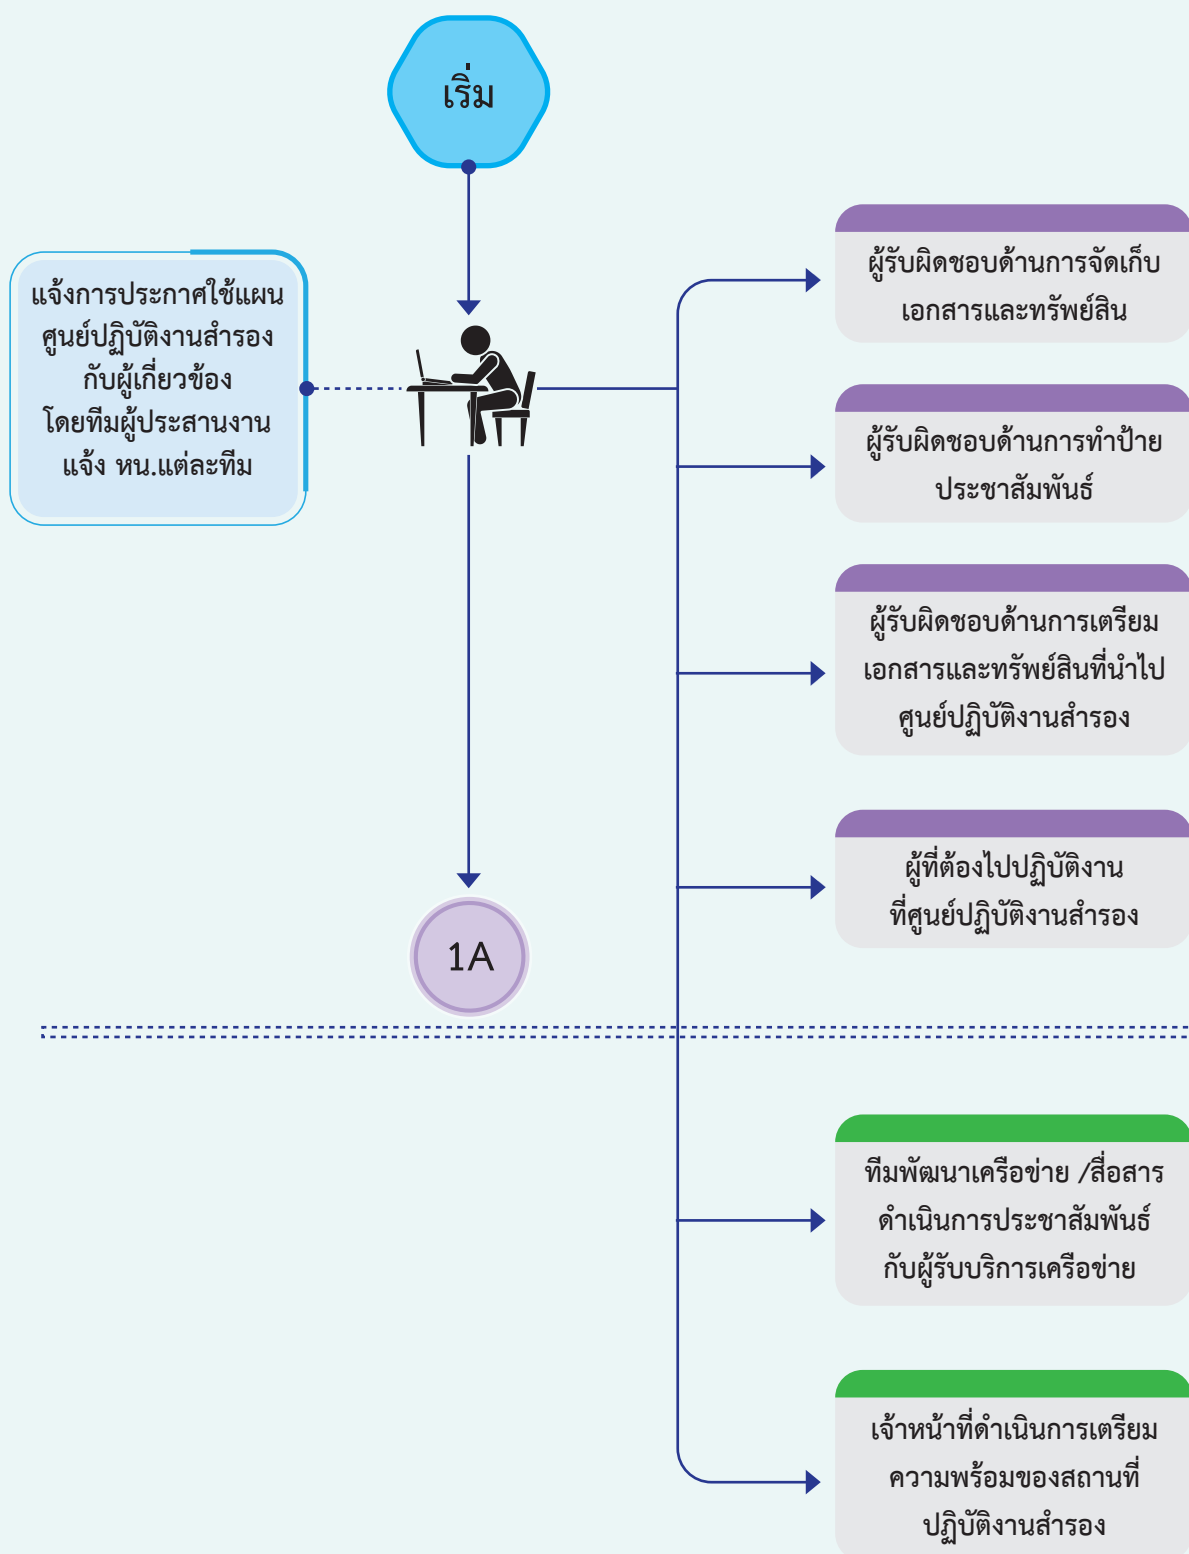 เริ่ม
แจ้งการประกาศใช้แผน
ศูนย์ปฏิบัติงานสำรอง
กับผู้เกี่ยวข้อง
โดยทีมผู้ประสานงาน
แจ้ง หน.แต่ละทีม
ผู้รับผิดชอบด้านการจัดเก็บ
เอกสารและทรัพย์สิน
ผู้รับผิดชอบด้านการทำป้าย
ประชาสัมพันธ์
ผู้รับผิดชอบด้านการเตรียม
เอกสารและทรัพย์สินที่นำไป
ศูนย์ปฏิบัติงานสำรอง
ผู้ที่ต้องไปปฏิบัติงาน
ที่ศูนย์ปฏิบัติงานสำรอง
1A
ทีมพัฒนาเครือข่าย /สื่อสาร
ดำเนินการประชาสัมพันธ์
กับผู้รับบริการเครือข่าย
เจ้าหน้าที่ดำเนินการเตรียม
ความพร้อมของสถานที่
ปฏิบัติงานสำรอง